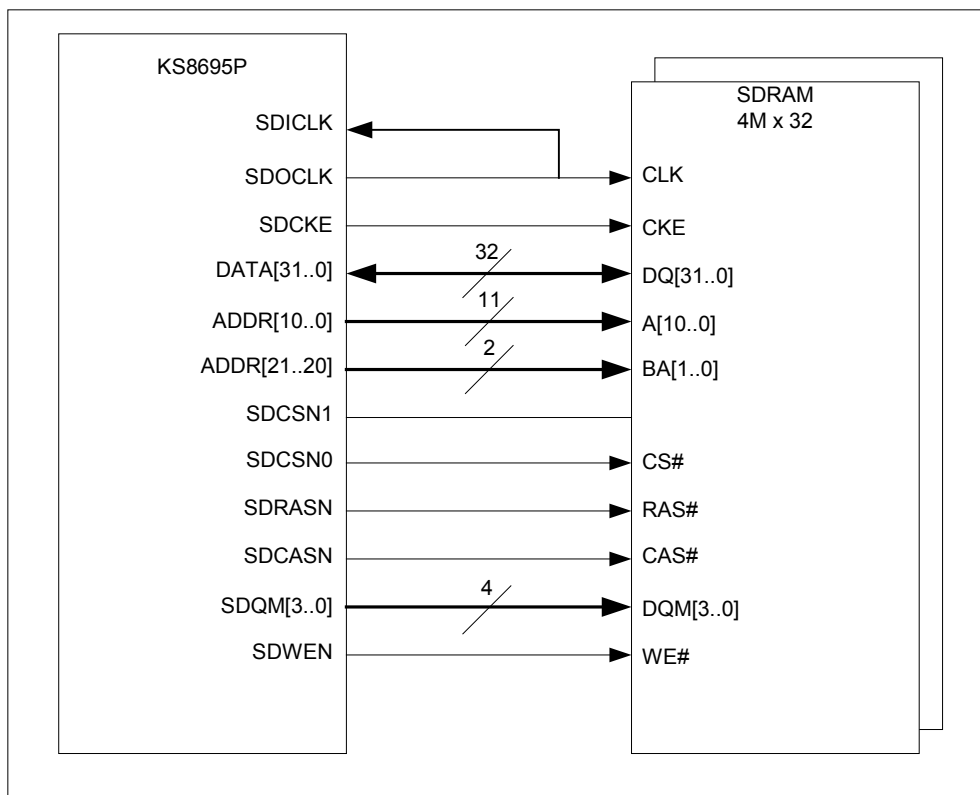 KS8695P
SDRAM
4M x 32
SDICLK
SDOCLK
CLK
SDCKE
CKE
DATA[31..0]
32
DQ[31..0]
ADDR[10..0]
11
A[10..0]
ADDR[21..20]
2
BA[1..0]
SDCSN1
SDCSN0
CS#
SDRASN
RAS#
SDCASN
CAS#
SDQM[3..0]
4
DQM[3..0]
SDWEN
WE#